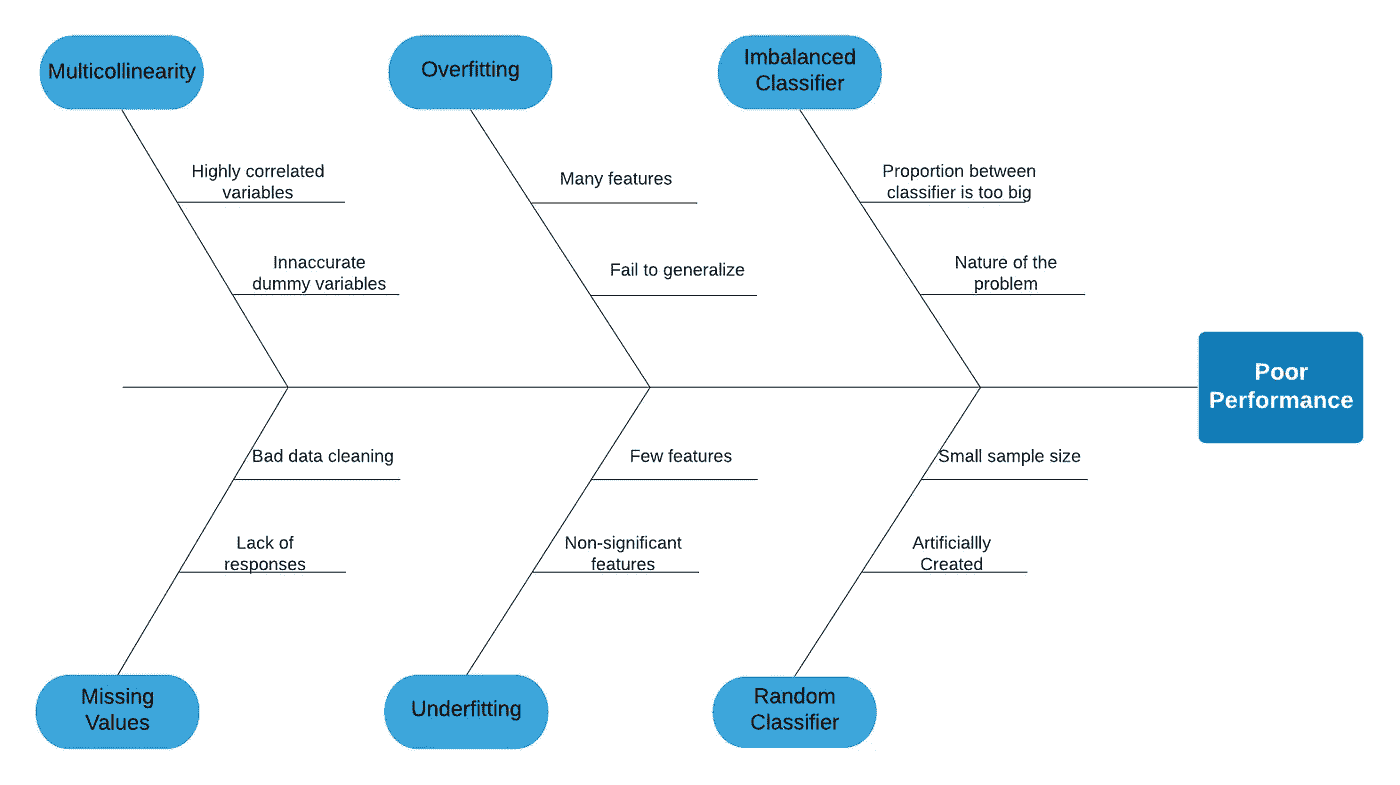 Multicollinearity
Overfitting
Imbalanced
Classifier
Highly correlated
variables
Many features
Proportion between
classifier is too big
Innaccurate
dummy variables
Fail to generalize
Nature of the
problem
Poor
Performance
Bad data cleaning
Few features
Small sample size
Lack of
responses
Non-significant
features
Artificiallly
Created
Missing
Values
Underfitting
Random
Classifier